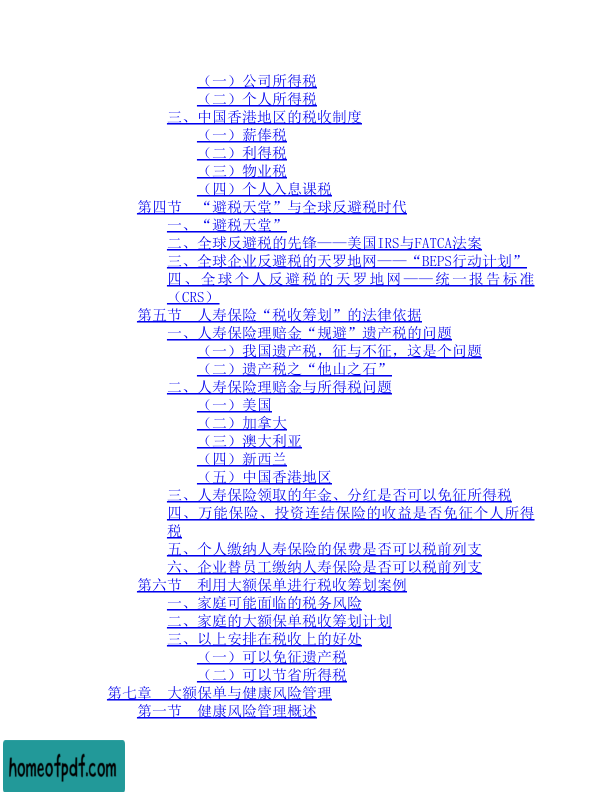 （一）公司所得税
（二）个人所得税
三、中国香港地区的税收制度
（一）薪俸税
（二）利得税
（三）物业税
（四）个人入息课税
第四节　“避税天堂”与全球反避税时代
一、“避税天堂”
二、全球反避税的先锋——美国IRS与FATCA法案
三、全球企业反避税的天罗地网——“BEPS行动计划”
四、全球个人反避税的天罗地网——统一报告标准
（CRS）
第五节　人寿保险“税收筹划”的法律依据
一、人寿保险理赔金“规避”遗产税的问题
（一）我国遗产税，征与不征，这是个问题
（二）遗产税之“他山之石”
二、人寿保险理赔金与所得税问题
（一）美国
（二）加拿大
（三）澳大利亚
（四）新西兰
（五）中国香港地区
三、人寿保险领取的年金、分红是否可以免征所得税
四、万能保险、投资连结保险的收益是否免征个人所得
税
五、个人缴纳人寿保险的保费是否可以税前列支
六、企业替员工缴纳人寿保险是否可以税前列支
第六节　利用大额保单进行税收筹划案例
一、家庭可能面临的税务风险
二、家庭的大额保单税收筹划计划
三、以上安排在税收上的好处
（一）可以免征遗产税
（二）可以节省所得税
第七章　大额保单与健康风险管理
第一节　健康风险管理概述
homeofpdf.com